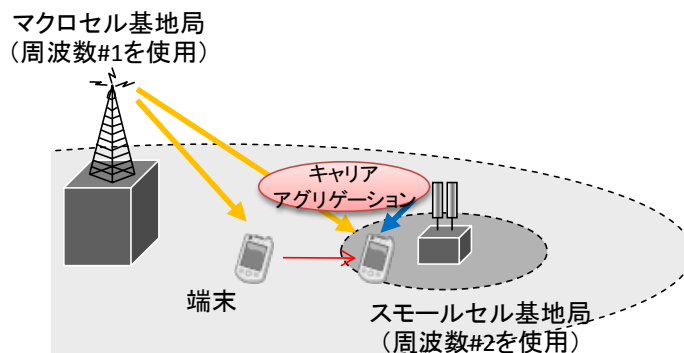 マクロセル基地局
（周波数#1を使用）
キャリア
アグリゲーション
端末
スモールセル基地局
（周波数#2を使用）